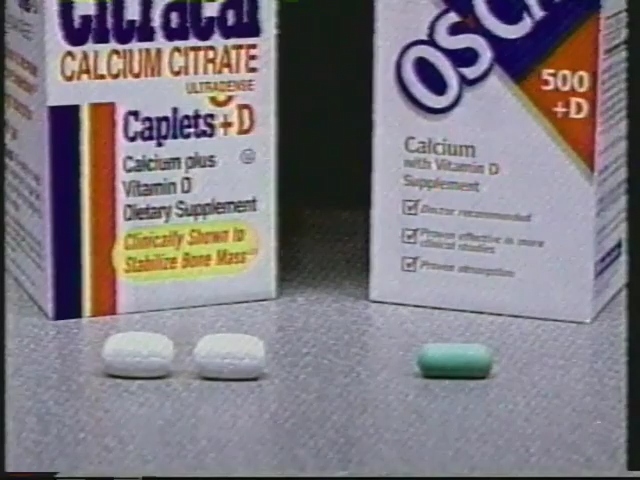 Citracal
CALCIUM CITRATE
ULTRADENSE
Caplets + D
Calcium plus
Vitamin D
Dietary Supplement
Clinically Shown to
Stabilize Bone Mass
OSCA
500
+D
Calcium
with Vitamin D
Supplement
Doctor recommended
Proven effective in more
clinical studies
Proven absorption